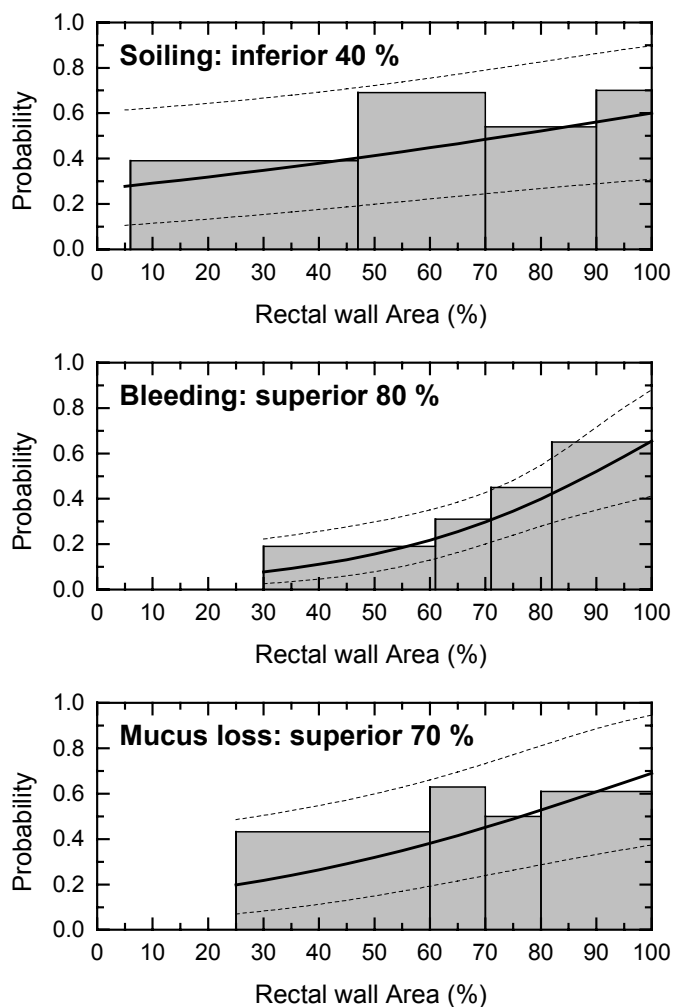 Soiling: inferior 40 %
Probability
1.0
0.8
0.6
0.4
0.2
0.0
0 10 20 30 40 50 60 70 80 90 100
Rectal wall Area (%)
Bleeding: superior 80 %
Probability
1.0
0.8
0.6
0.4
0.2
0.0
0 10 20 30 40 50 60 70 80 90 100
Rectal wall Area (%)
Mucus loss: superior 70 %
Probability
1.0
0.8
0.6
0.4
0.2
0.0
0 10 20 30 40 50 60 70 80 90 100
Rectal wall Area (%)